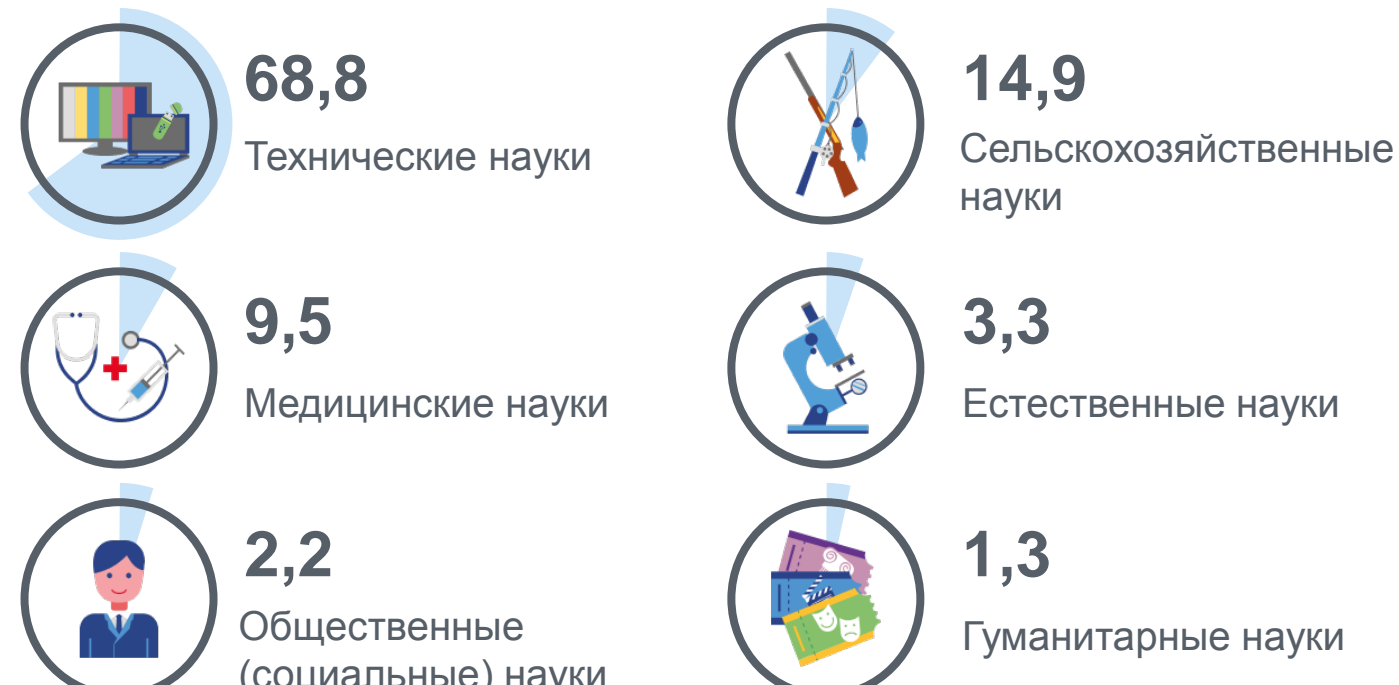 68,8
Технические науки
14,9
Сельскохозяйственные
науки
9,5
Медицинские науки
3,3
Естественные науки
2,2
Общественные
(социальные) науки
1,3
Гуманитарные науки